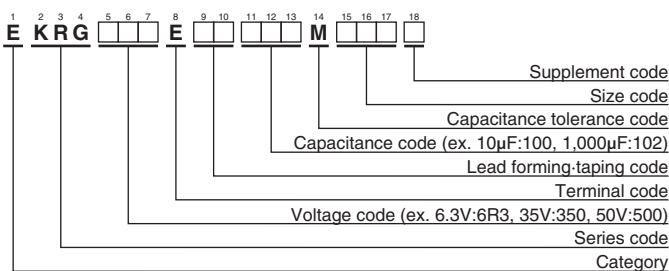 1 2 3 4 5 6 7 8 9 10 11 12 13 14 15 16 17 18
E KRG □□□ E □□ □□□ M □□□ □
Supplement code
Size code
Capacitance tolerance code
Capacitance code (ex. 10µF:100, 1,000µF:102)
Lead forming·taping code
Terminal code
Voltage code (ex. 6.3V:6R3, 35V:350, 50V:500)
Series code
Category